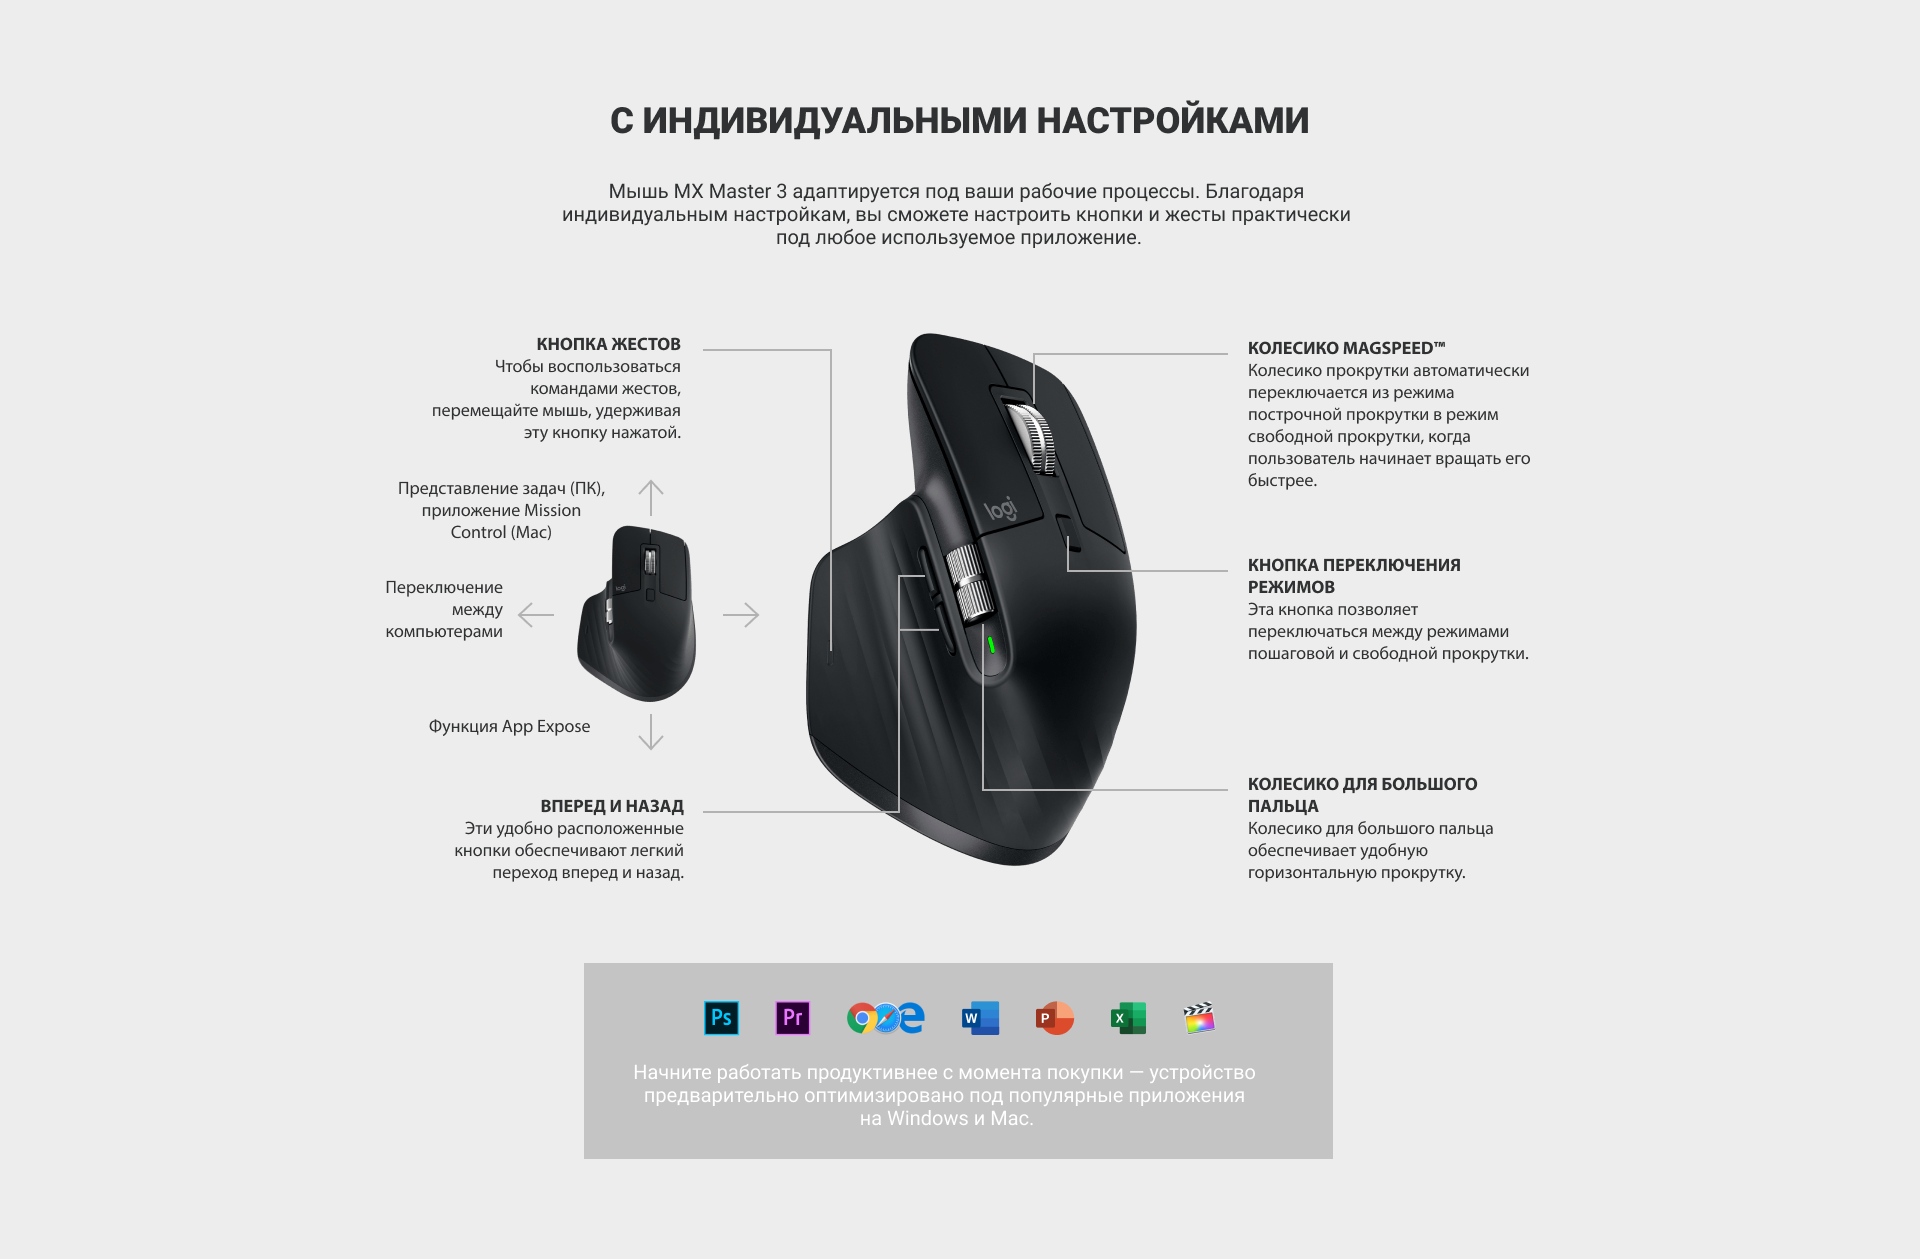 С ИНДИВИДУАЛЬНЫМИ НАСТРОЙКАМИ
Мышь MX Master 3 адаптируется под ваши рабочие процессы. Благодаря
индивидуальным настройкам, вы сможете настроить кнопки и жесты практически
под любое используемое приложение.
КНОПКА ЖЕСТОВ
Чтобы воспользоваться
командами жестов,
перемещайте мышь, удерживая
эту кнопку нажатой.
Представление задач (ПК),
приложение Mission
Control (Mac)
Переключение
между
компьютерами
Функция App Expose
ВПЕРЕД И НАЗАД
Эти удобно расположенные
кнопки обеспечивают легкий
переход вперед и назад.
logi
logi
КОЛЕСИКО MAGSPEED™
Колесико прокрутки автоматически
переключается из режима
построчной прокрутки в режим
свободной прокрутки, когда
пользователь начинает вращать его
быстрее.
КНОПКА ПЕРЕКЛЮЧЕНИЯ
РЕЖИМОВ
Эта кнопка позволяет
переключаться между режимами
пошаговой и свободной прокрутки.
КОЛЕСИКО ДЛЯ БОЛЬШОГО
ПАЛЬЦА
Колесико для большого пальца
обеспечивает удобную
горизонтальную прокрутку.
Ps Pr W P X
Начните работать продуктивнее с момента покупки — устройство
предварительно оптимизировано под популярные приложения
на Windows и Mac.